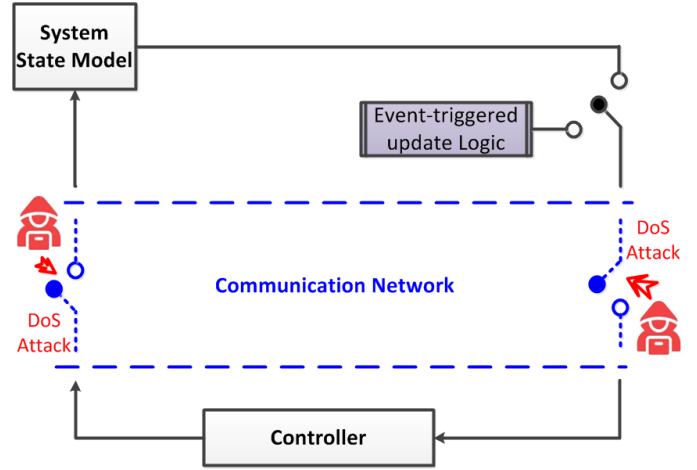 System
State Model
Event-triggered
update Logic
DoS
Attack
Communication Network
DoS
Attack
Controller